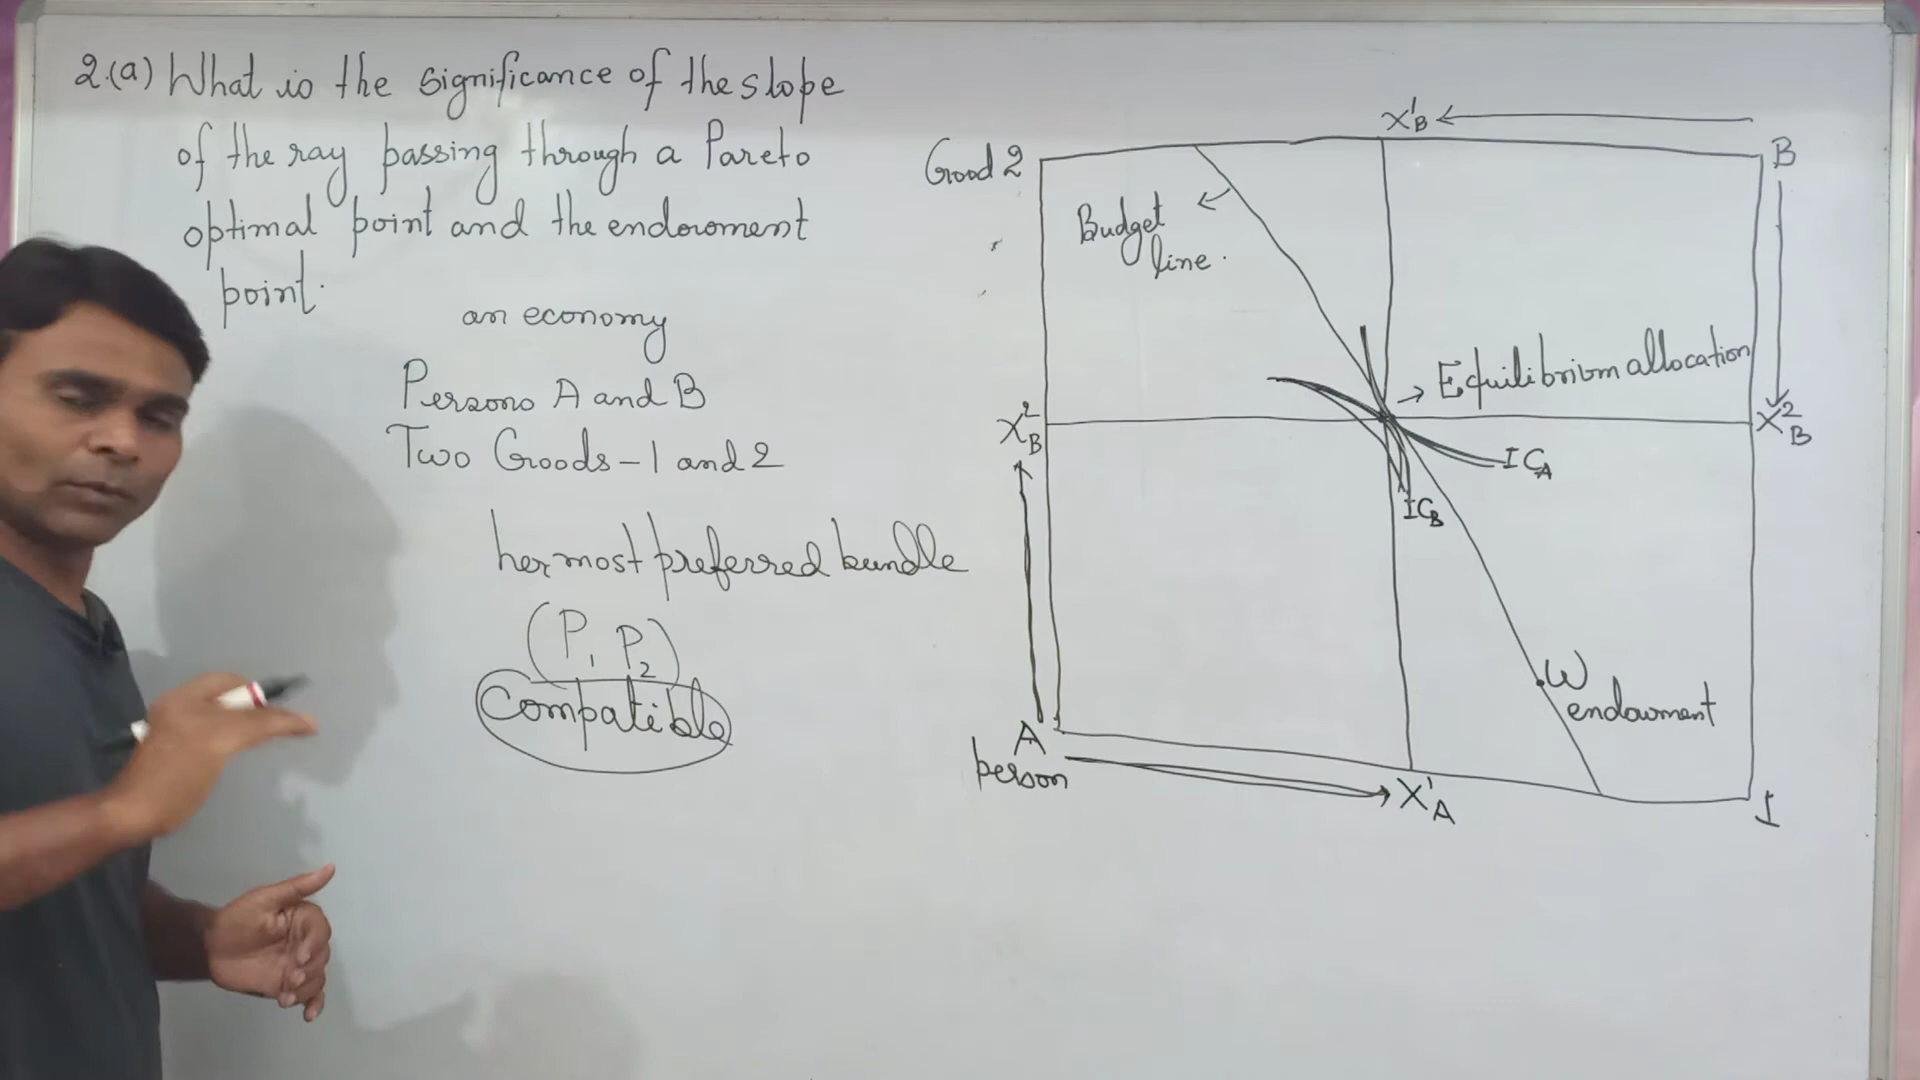 2.(a) What is the significance of the slope
of the ray passing through a Pareto
optimal point and the endowment
point.
an economy
Persons A and B
Two Goods-1 and 2
her most preferred bundle
(P₁ P₂)
Compatible
X¹B
Good 2
B
Budget
line.
Equilibrium allocation
X²B
X²B
ICA
ICB
W
endowment
A
person
X¹A
1